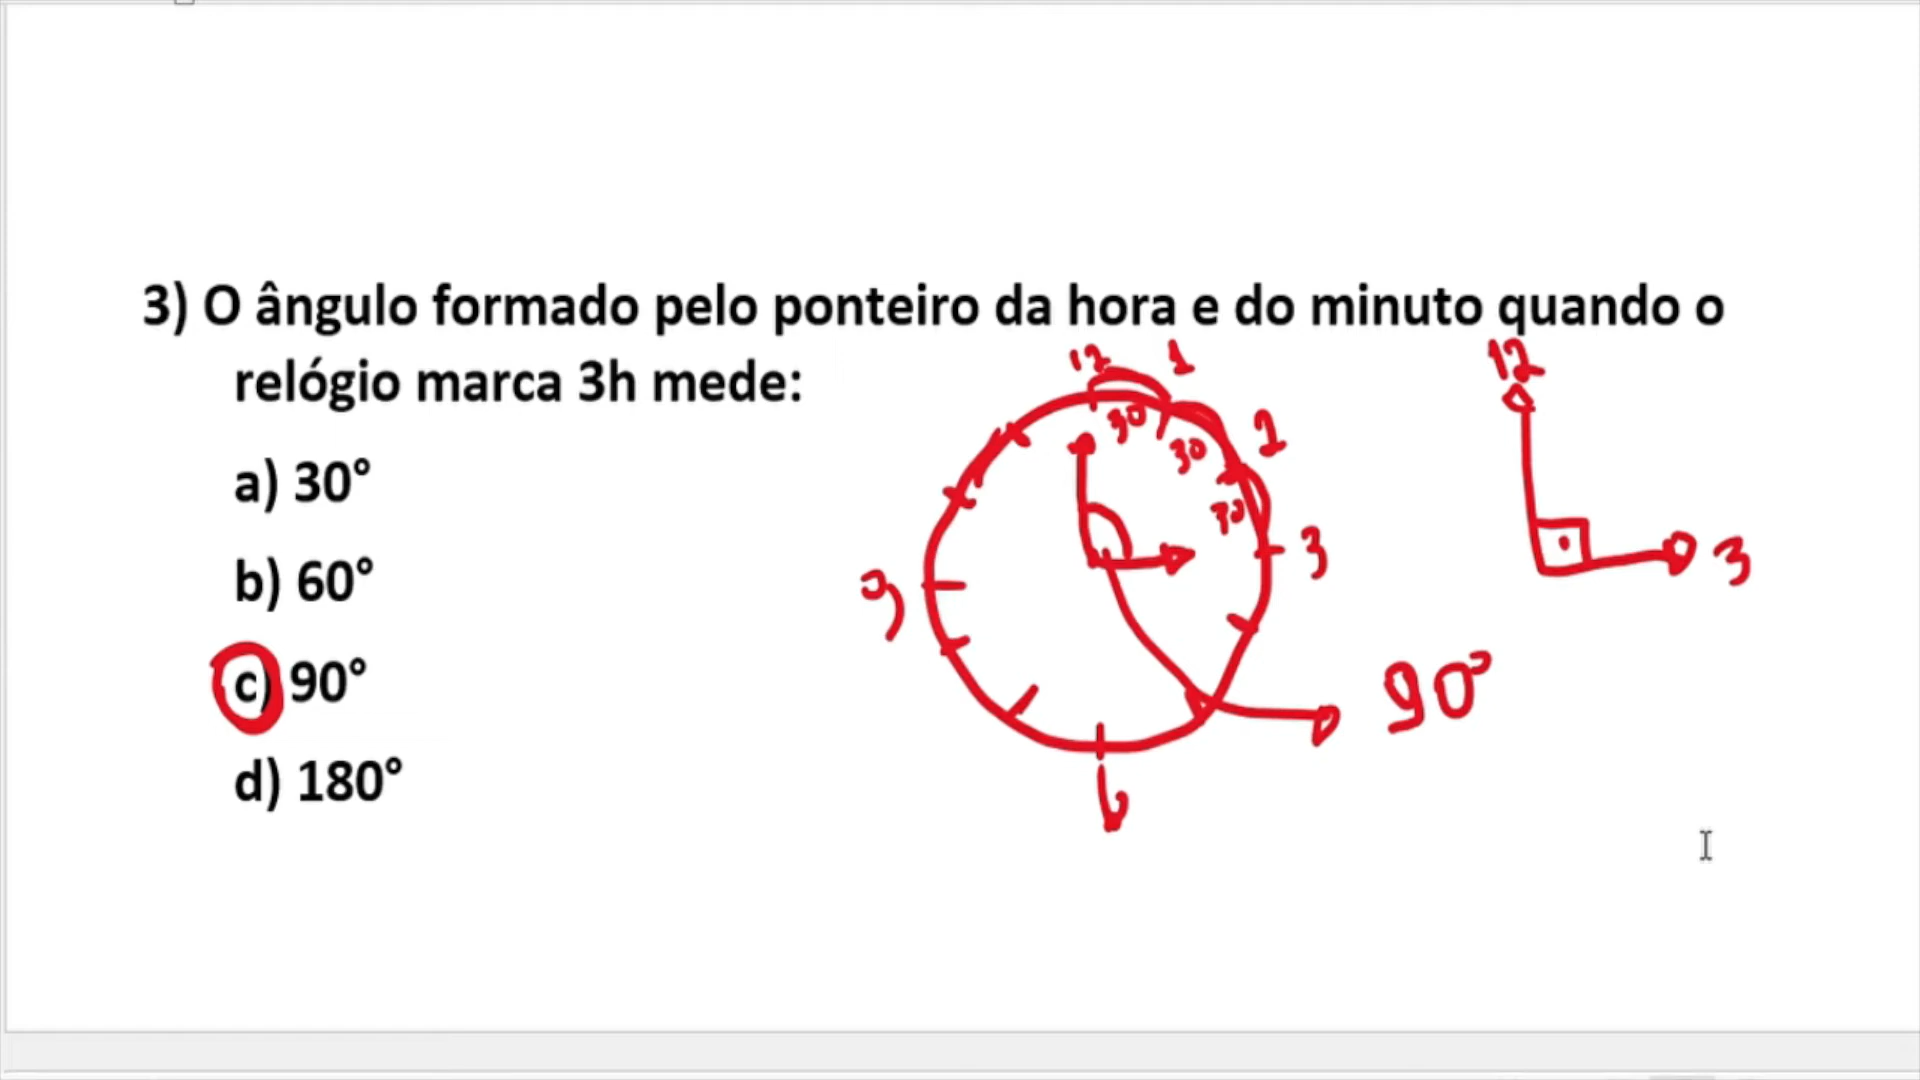 3) O ângulo formado pelo ponteiro da hora e do minuto quando o
relógio marca 3h mede:
a) 30°
b) 60°
c) 90°
d) 180°
12
1
2
3
6
9
30
30
30
90°
12
3